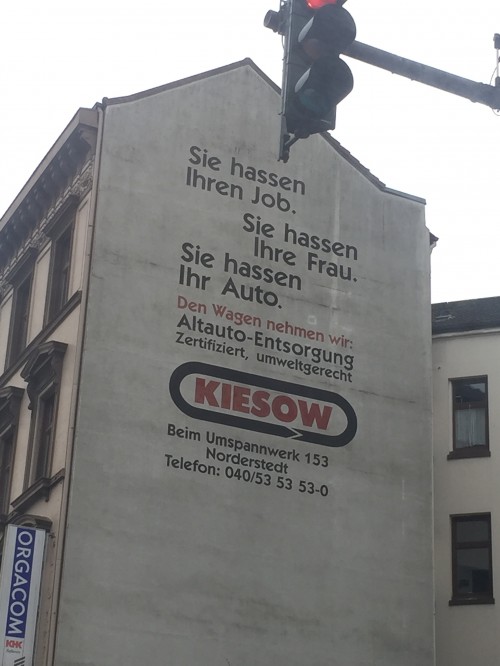 Sie hassen
Ihren Job.
Sie hassen
Ihre Frau.
Sie hassen
Ihr Auto.
Den Wagen nehmen wir:
Altauto-Entsorgung
Zertifiziert, umweltgerecht
KIESOW
Beim Umspannwerk 153
Norderstedt
Telefon: 040/53 53 53-0
ORGACOM